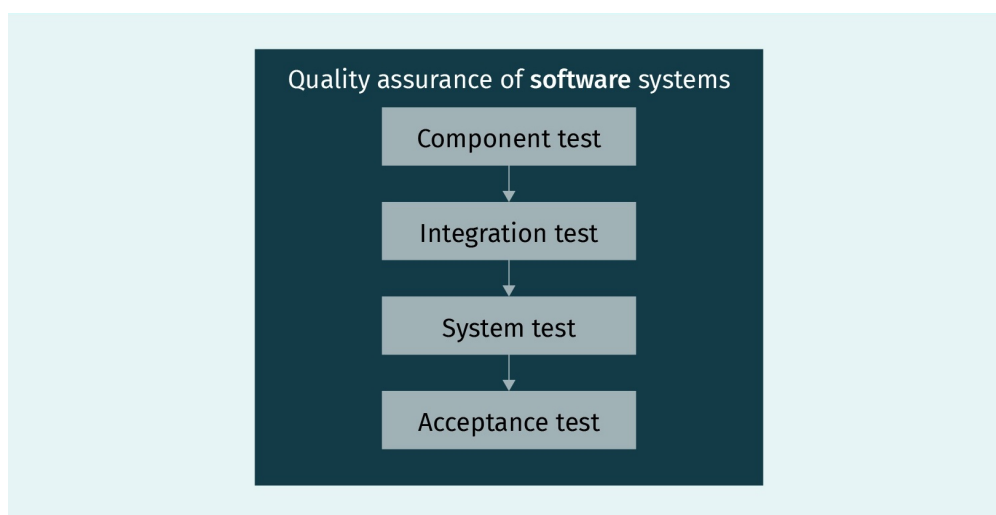 Quality assurance of software systems
Component test
Integration test
System test
Acceptance test